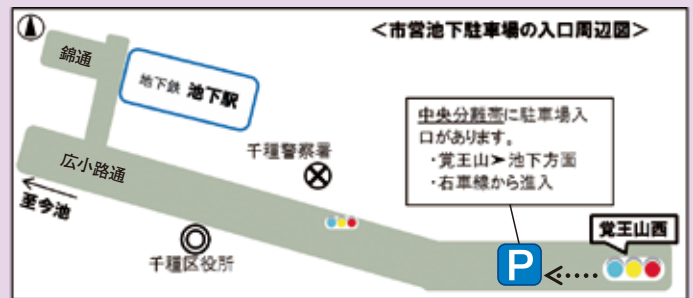 ＜市営池下駐車場の入口周辺図＞
錦通
地下鉄 池下駅
中央分離帯に駐車場入
口があります。
・覚王山➤池下方面
・右車線から進入
千種警察署
広小路通
至今池
千種区役所
覚王山西
P